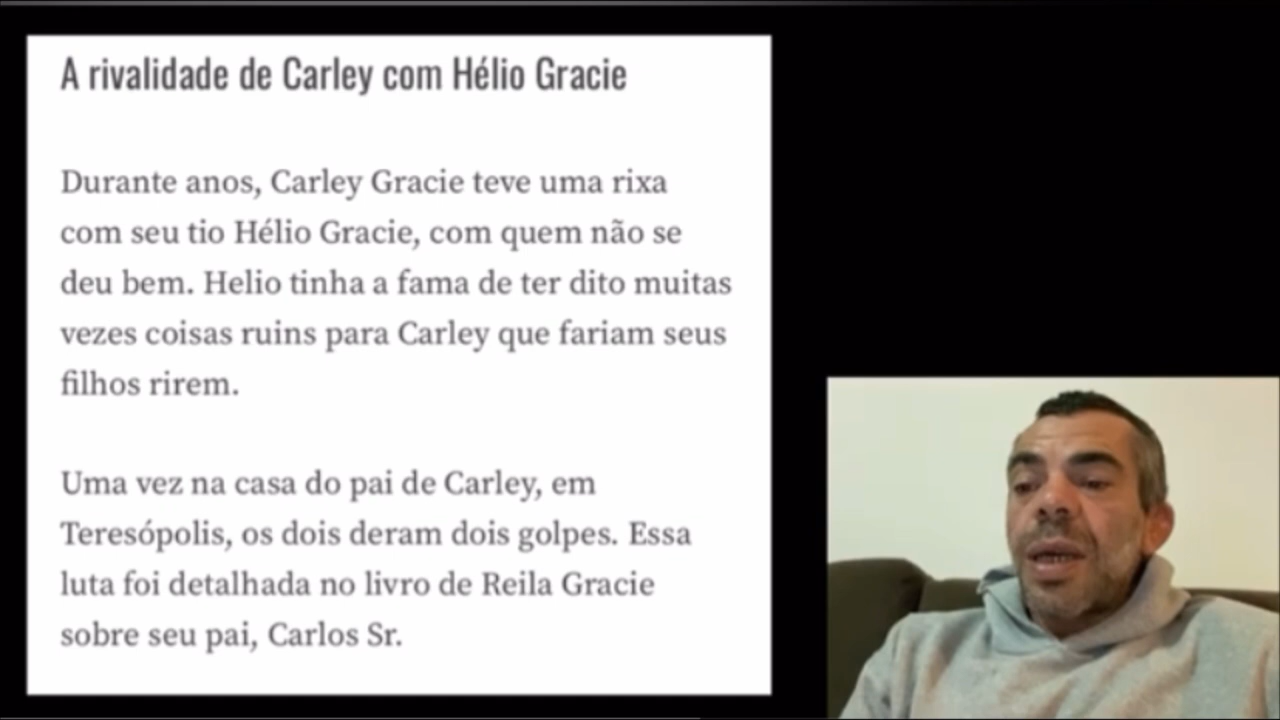 A rivalidade de Carley com Hélio Gracie
Durante anos, Carley Gracie teve uma rixa
com seu tio Hélio Gracie, com quem não se
deu bem. Helio tinha a fama de ter dito muitas
vezes coisas ruins para Carley que fariam seus
filhos rirem.
Uma vez na casa do pai de Carley, em
Teresópolis, os dois deram dois golpes. Essa
luta foi detalhada no livro de Reila Gracie
sobre seu pai, Carlos Sr.